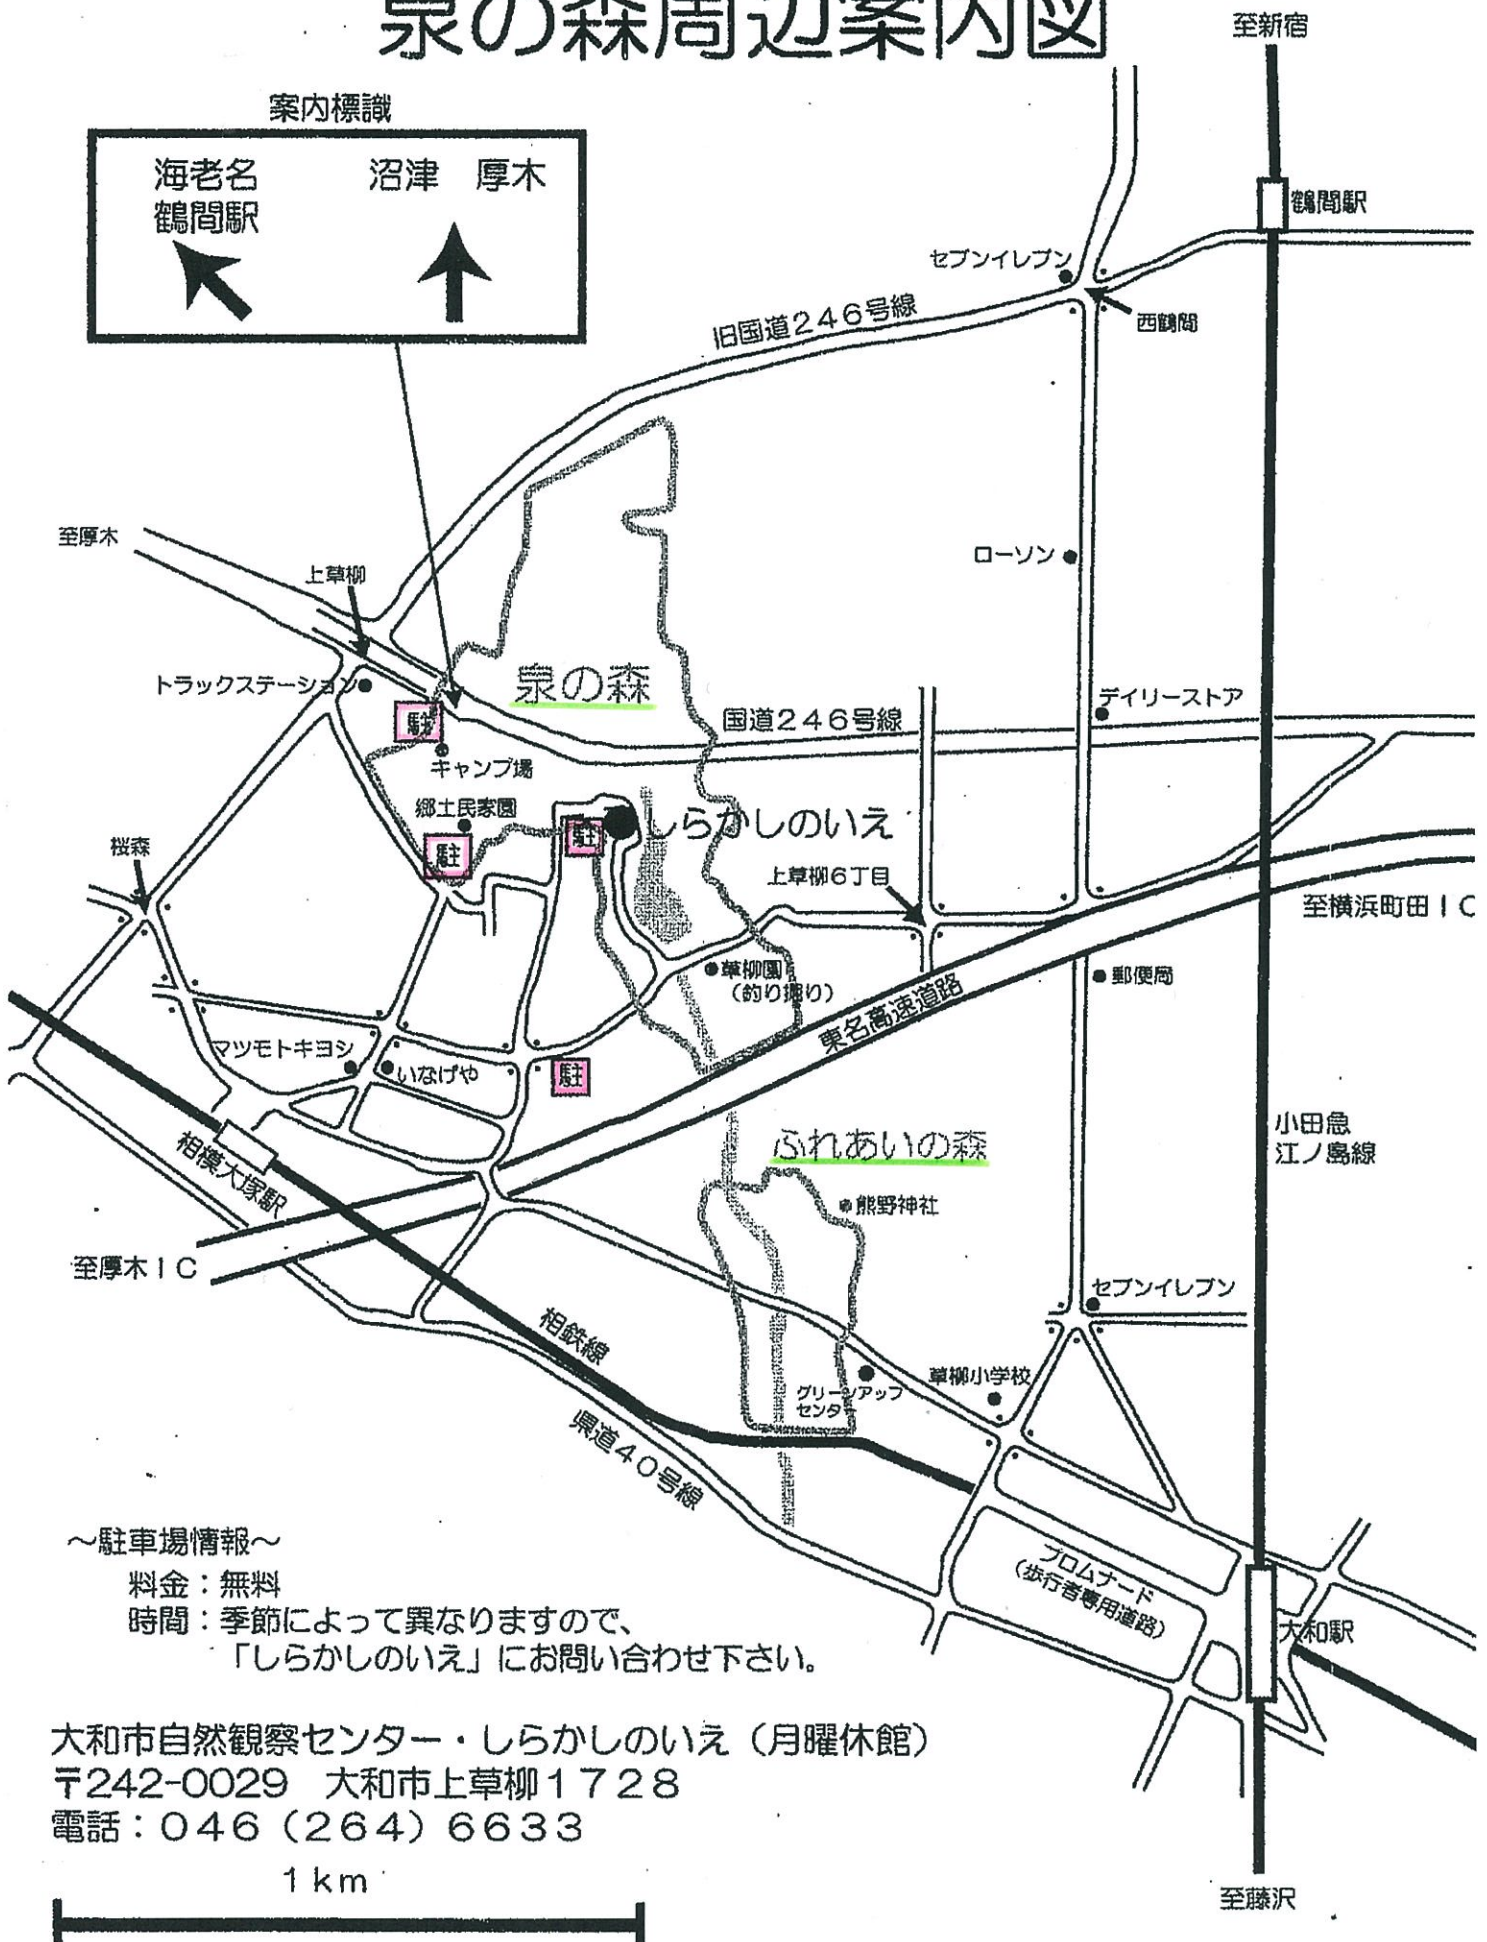 泉の森周辺案内図
至新宿
案内標識
海老名
鶴間駅
沼津　厚木
鶴間駅
セブンイレブン
西鶴間
旧国道246号線
至厚木
上草柳
ローソン
トラックステーション
泉の森
駐
国道246号線
デイリーストア
キャンプ場
郷土民家園
駐
駐
しらかしのいえ
桜森
上草柳6丁目
至横浜町田IC
草柳園
(釣り堀り)
郵便局
東名高速道路
マツモトキヨシ
いなげや
駐
相模大塚駅
ふれあいの森
小田急
江ノ島線
熊野神社
至厚木IC
セブンイレブン
相鉄線
グリーンアップ
センター
草柳小学校
県道40号線
プロムナード
(歩行者専用道路)
大和駅
～駐車場情報～
料金：無料
時間：季節によって異なりますので、
「しらかしのいえ」にお問い合わせ下さい。
大和市自然観察センター・しらかしのいえ（月曜休館）
〒242-0029　大和市上草柳1728
電話：046（264）6633
1km
至藤沢